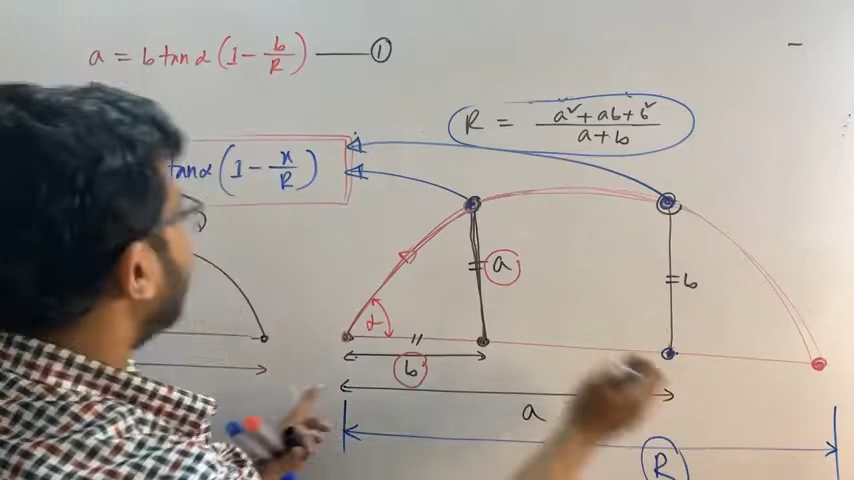 a = b tan α (1 - b/R) —— ①
R = (a² + ab + b²)/(a + b)
tan α (1 - x/R)
a
b
α
b
a
R